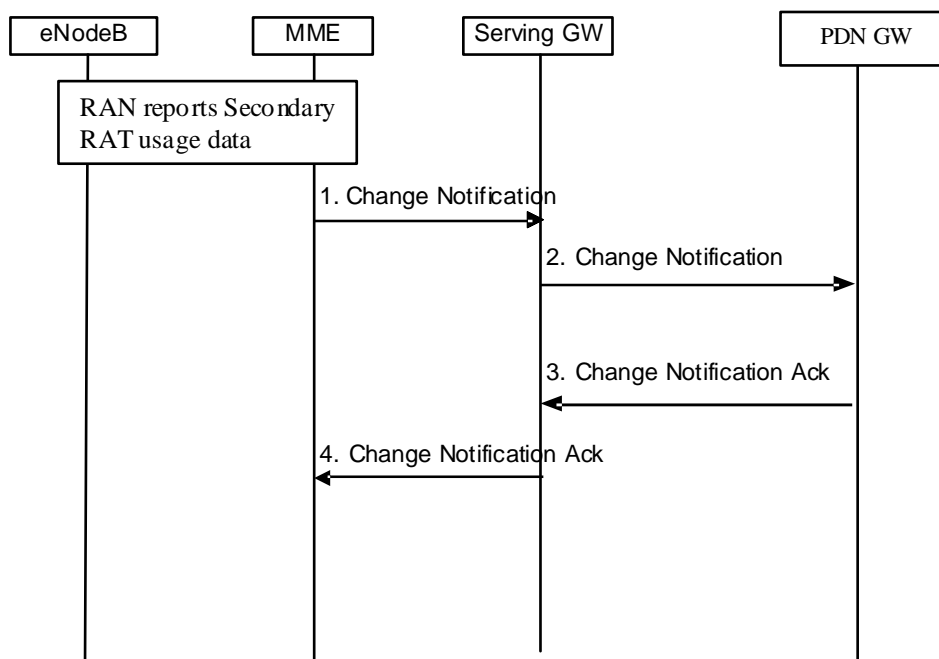 eNodeB
MME
Serving GW
PDN GW
RAN reports Secondary
RAT usage data
1. Change Notification
2. Change Notification
3. Change Notification Ack
4. Change Notification Ack